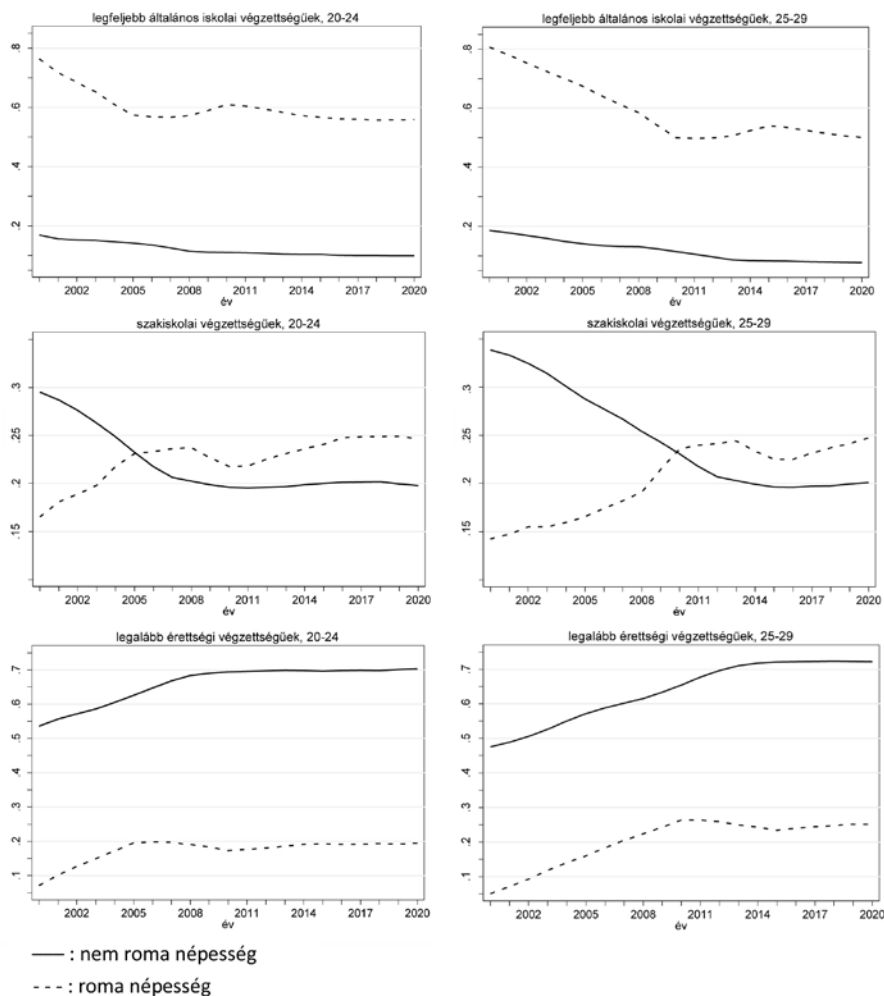 legfeljebb általános iskolai végzettségűek, 20-24
.8
.6
.4
.2
2002 2005 2008 2011 2014 2017 2020
év
legfeljebb általános iskolai végzettségűek, 25-29
.8
.6
.4
.2
2002 2005 2008 2011 2014 2017 2020
év
szakiskolai végzettségűek, 20-24
.3
.25
.2
.15
2002 2005 2008 2011 2014 2017 2020
év
szakiskolai végzettségűek, 25-29
.3
.25
.2
.15
2002 2005 2008 2011 2014 2017 2020
év
legalább érettségi végzettségűek, 20-24
.7
.6
.5
.4
.3
.2
.1
2002 2005 2008 2011 2014 2017 2020
év
legalább érettségi végzettségűek, 25-29
.7
.6
.5
.4
.3
.2
.1
2002 2005 2008 2011 2014 2017 2020
év
: nem roma népesség
: roma népesség